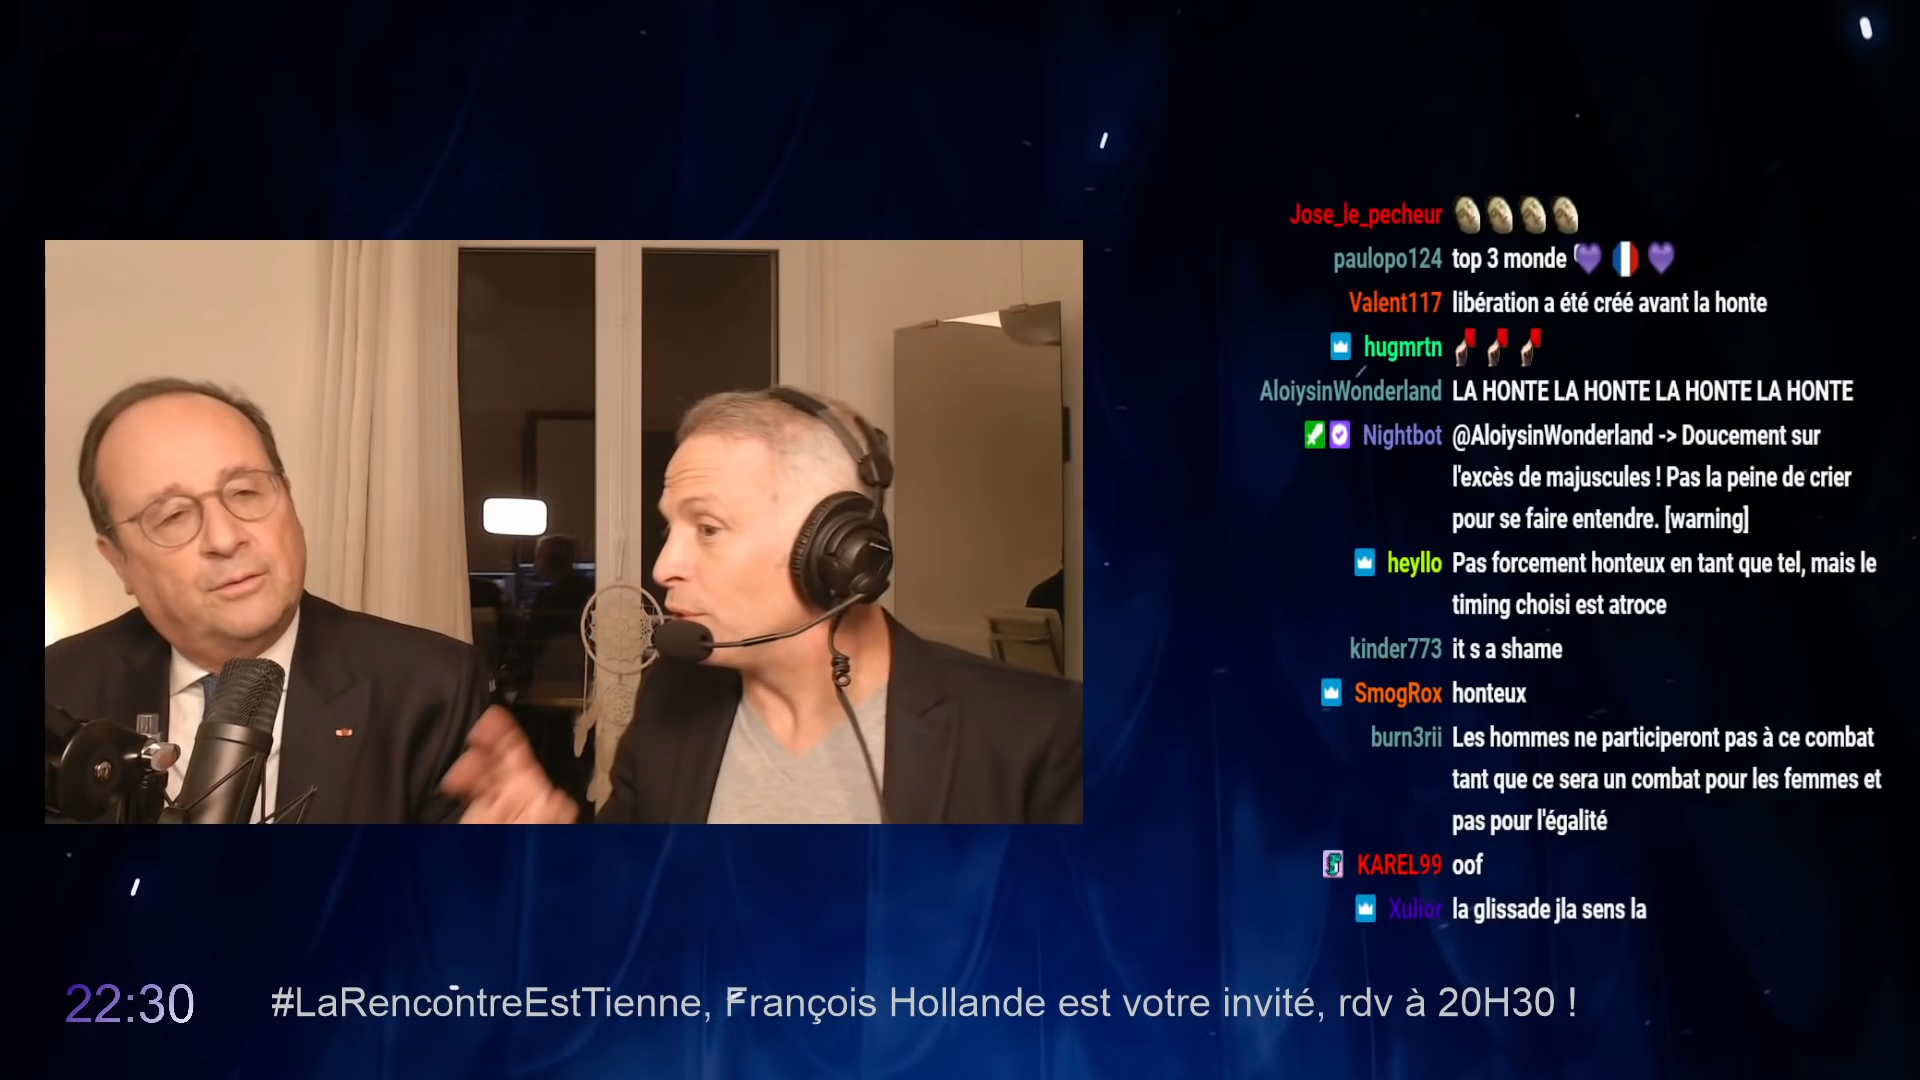 Jose_le_pecheur
paulopo124 top 3 monde
Valent117 libération a été créé avant la honte
hugmrtn
AloiysinWonderland LA HONTE LA HONTE LA HONTE LA HONTE
Nightbot @AloiysinWonderland -> Doucement sur
l'excès de majuscules ! Pas la peine de crier
pour se faire entendre. [warning]
heyllo Pas forcement honteux en tant que tel, mais le
timing choisi est atroce
kinder773 it s a shame
SmogRox honteux
burn3rii Les hommes ne participeront pas à ce combat
tant que ce sera un combat pour les femmes et
pas pour l'égalité
KAREL99 oof
Xulior la glissade jla sens la
22:30 #LaRencontreEstTienne, François Hollande est votre invité, rdv à 20H30 !